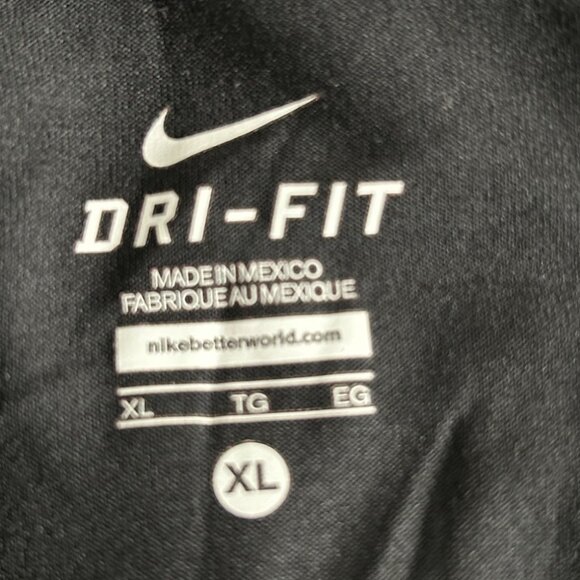 DRI-FIT
MADE IN MEXICO
FABRIQUE AU MEXIQUE
nikebetterworld.com
XL TG EG
XL